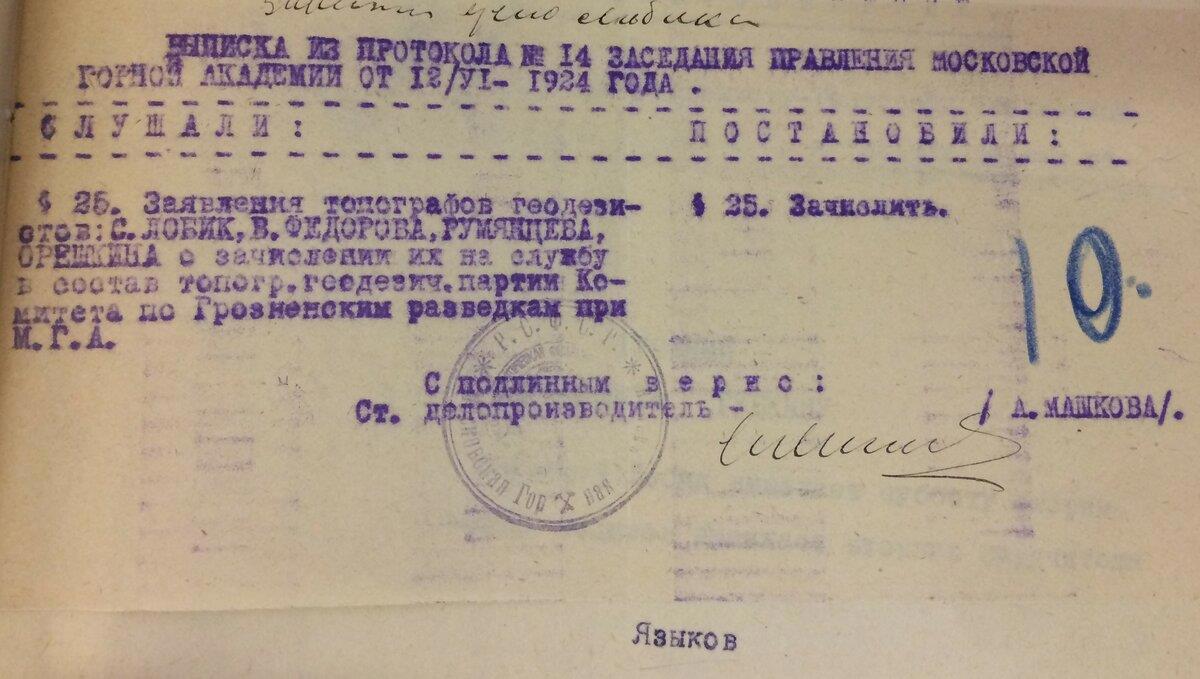 ВЫПИСКА ИЗ ПРОТОКОЛА № 14 ЗАСЕДАНИЯ ПРАВЛЕНИЯ МОСКОВСКОЙ
ГОРНОЙ АКАДЕМИИ ОТ 12/VI- 1924 ГОДА.
СЛУШАЛИ: ПОСТАНОВИЛИ:
§ 25. Заявления топографов геодези-
стов: С. ЛОБИК, В. ФЕДОРОВА, РУМЯНЦЕВА,
ОРЕШКИНА о зачислении их на службу
в состав топогр. геодезич. партии Ко-
митета по Грозненским разведкам при
М.Г.А.
§ 25. Зачислить.
10.
Р.С.Ф.С.Р.
С подлинным верно:
Ст. делопроизводитель - / А. МАШКОВА/.
Языков